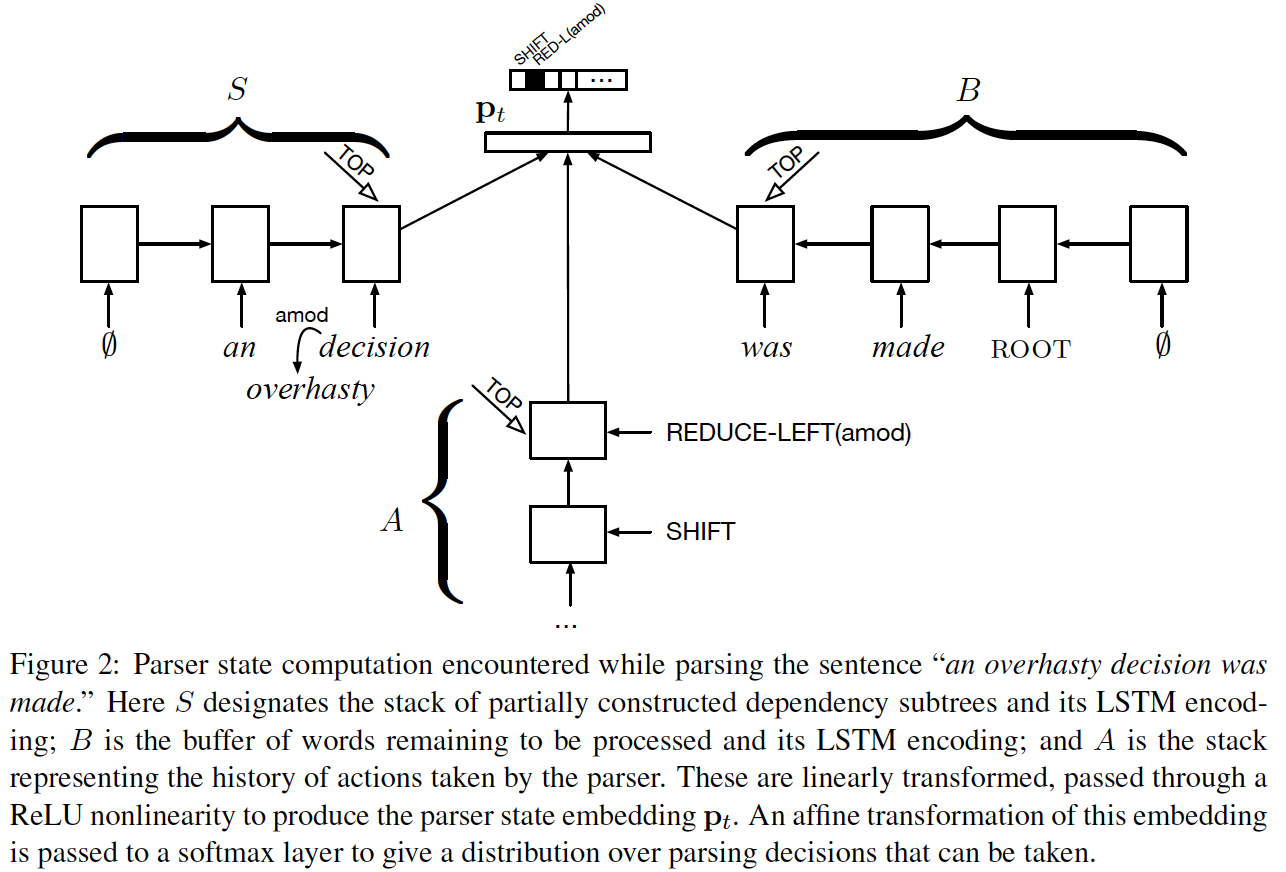 SHIFT
RED-L(amod)
...
S
p_t
B
TOP
TOP
amod
∅ an decision was made ROOT ∅
overhasty
TOP
REDUCE-LEFT(amod)
A
SHIFT
...
Figure 2: Parser state computation encountered while parsing the sentence “an overhasty decision was
made.” Here S designates the stack of partially constructed dependency subtrees and its LSTM encod-
ing; B is the buffer of words remaining to be processed and its LSTM encoding; and A is the stack
representing the history of actions taken by the parser. These are linearly transformed, passed through a
ReLU nonlinearity to produce the parser state embedding p_t. An affine transformation of this embedding
is passed to a softmax layer to give a distribution over parsing decisions that can be taken.